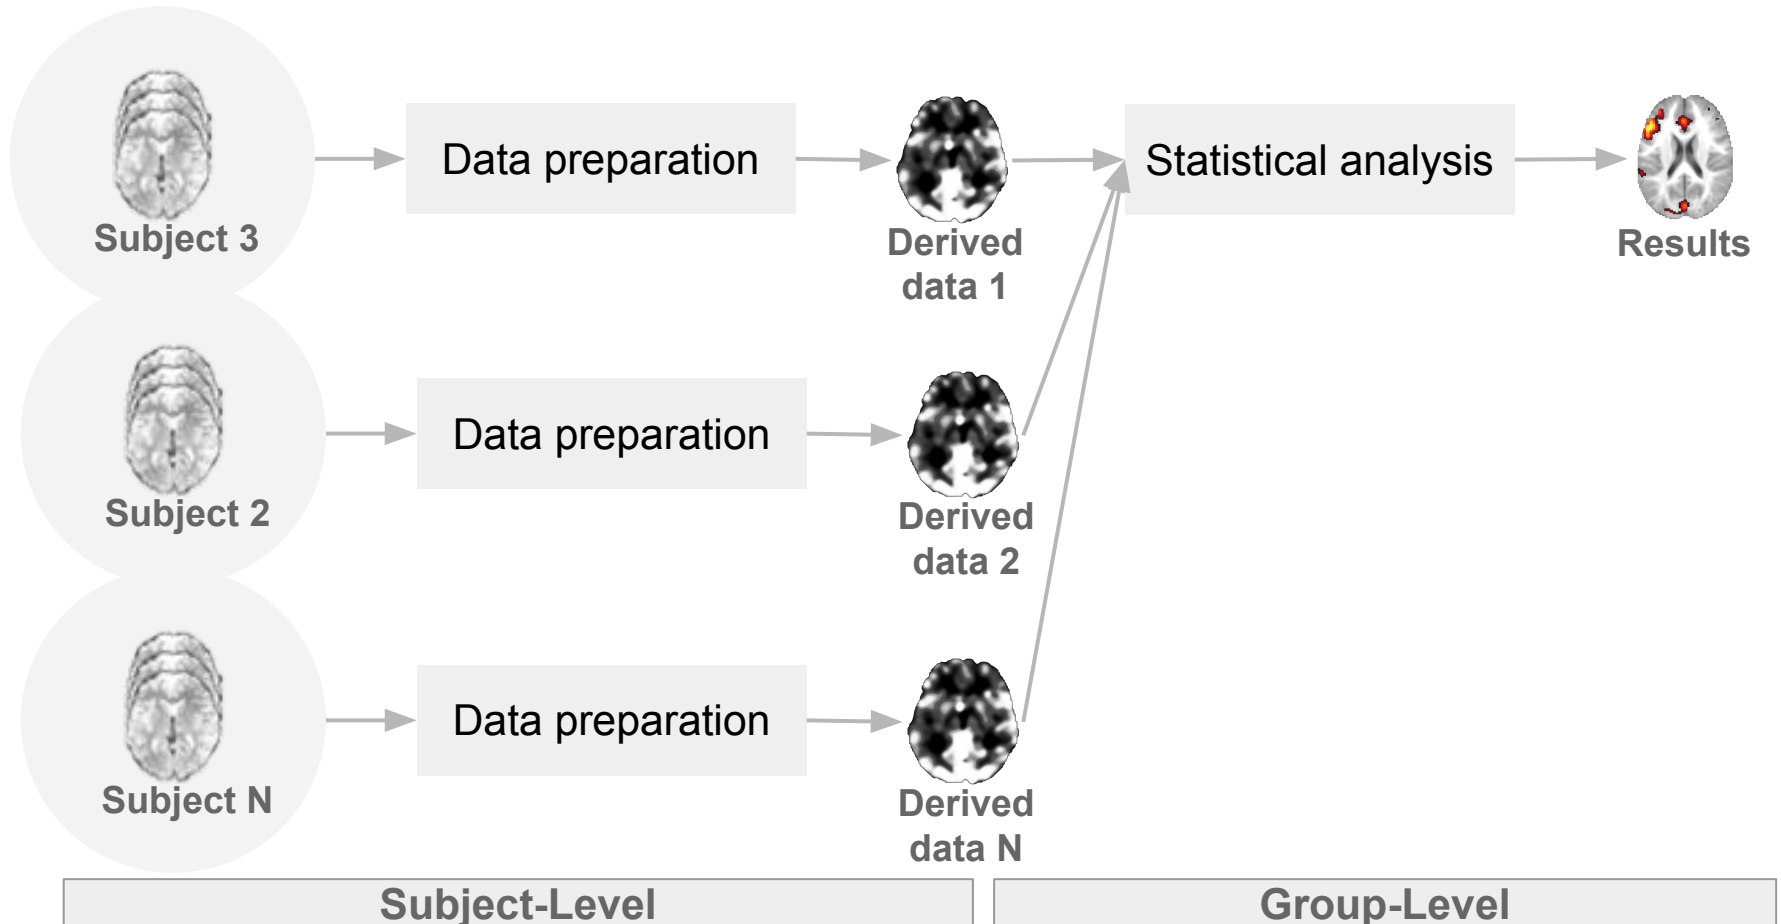 Subject 3
Data preparation
Derived
data 1
Statistical analysis
Results
Subject 2
Data preparation
Derived
data 2
Subject N
Data preparation
Derived
data N
Subject-Level
Group-Level